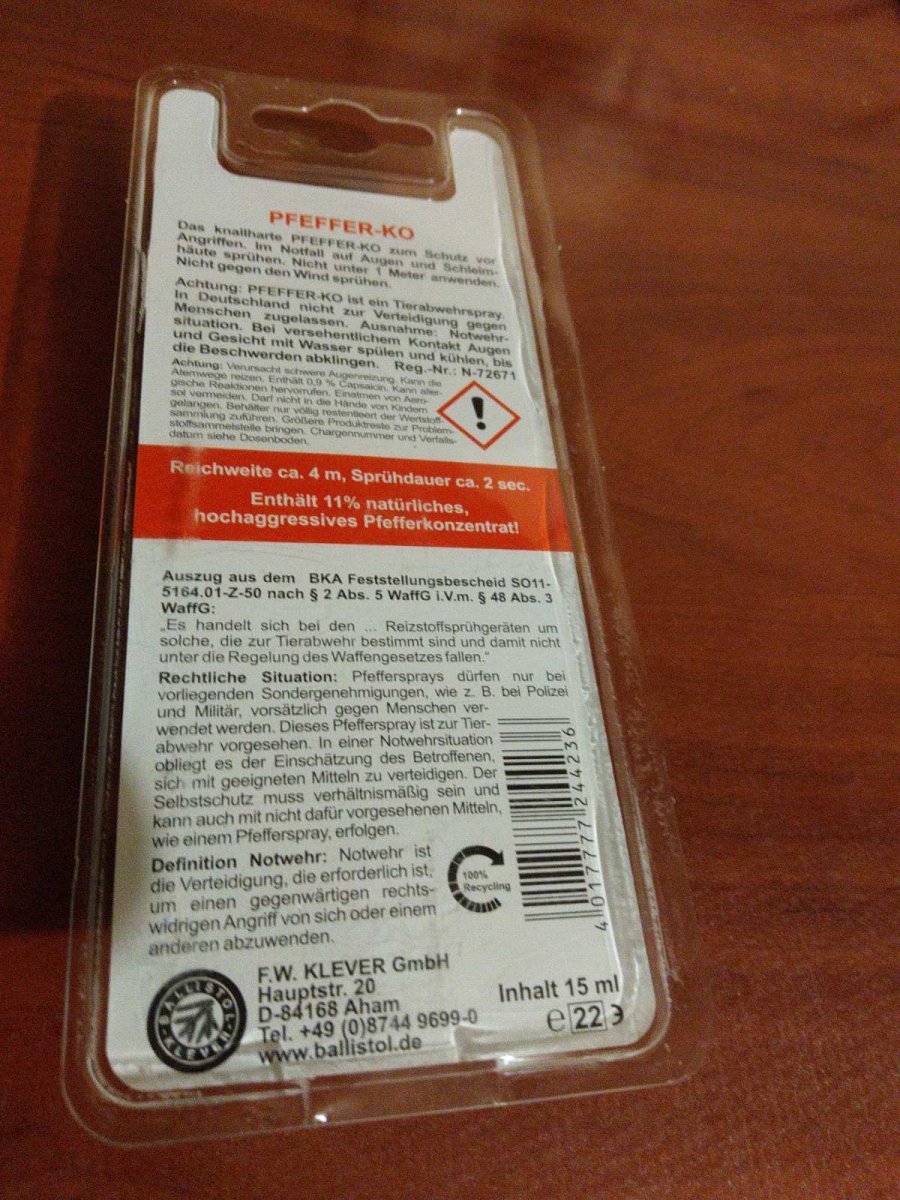 PFEFFER-KO
Das knallharte PFEFFER-KO zum Schutz vor
Angriffen. Im Notfall auf Augen und Schleim-
häute sprühen. Nicht unter 1 Meter anwenden.
Nicht gegen den Wind sprühen.
Achtung: PFEFFER-KO ist ein Tierabwehrspray.
In Deutschland nicht zur Verteidigung gegen
Menschen zugelassen. Ausnahme: Notwehr-
situation. Bei versehentlichem Kontakt Augen
und Gesicht mit Wasser spülen und kühlen, bis
die Beschwerden abklingen. Reg.-Nr.: N-72671
Achtung: Verursacht schwere Augenreizung. Kann die
Atemwege reizen. Enthält 0,9 % Capsaicin. Kann aller-
gische Reaktionen hervorrufen. Einatmen von Aero-
sol vermeiden. Darf nicht in die Hände von Kindern
gelangen. Behälter nur völlig restentleert der Wertstoff-
sammlung zuführen. Größere Produktreste zur Problem-
stoffsammelstelle bringen. Chargennummer und Verfalls-
datum siehe Dosenboden.
Reichweite ca. 4 m, Sprühdauer ca. 2 sec.
Enthält 11% natürliches,
hochaggressives Pfefferkonzentrat!
Auszug aus dem BKA Feststellungsbescheid SO11-
5164.01-Z-50 nach § 2 Abs. 5 WaffG i.V.m. § 48 Abs. 3
WaffG:
„Es handelt sich bei den ... Reizstoffsprühgeräten um
solche, die zur Tierabwehr bestimmt sind und damit nicht
unter die Regelung des Waffengesetzes fallen."
Rechtliche Situation: Pfeffersprays dürfen nur bei
vorliegenden Sondergenehmigungen, wie z. B. bei Polizei
und Militär, vorsätzlich gegen Menschen ver-
wendet werden. Dieses Pfefferspray ist zur Tier-
abwehr vorgesehen. In einer Notwehrsituation
obliegt es der Einschätzung des Betroffenen,
sich mit geeigneten Mitteln zu verteidigen. Der
Selbstschutz muss verhältnismäßig sein und
kann auch mit nicht dafür vorgesehenen Mitteln,
wie einem Pfefferspray, erfolgen.
Definition Notwehr: Notwehr ist
die Verteidigung, die erforderlich ist,
um einen gegenwärtigen rechts-
widrigen Angriff von sich oder einem
anderen abzuwenden.
100%
Recycling
4 017777 244236
BALLISTOL
KLEVER
F.W. KLEVER GmbH
Hauptstr. 20
D-84168 Aham
Tel. +49 (0)8744 9699-0
www.ballistol.de
Inhalt 15 ml
e 22 3